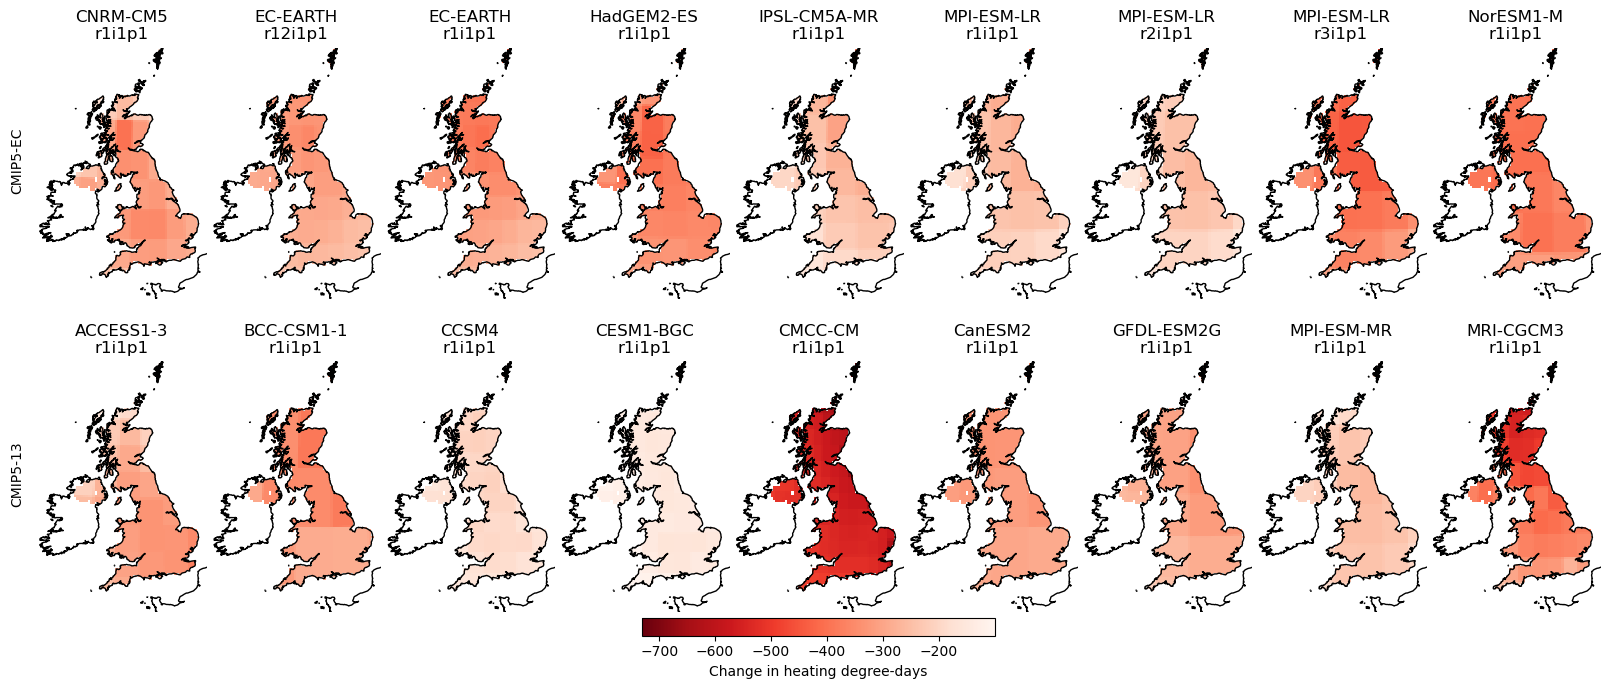 CNRM-CM5 EC-EARTH EC-EARTH HadGEM2-ES IPSL-CM5A-MR MPI-ESM-LR MPI-ESM-LR MPI-ESM-LR NorESM1-M
r1i1p1 r12i1p1 r1i1p1 r1i1p1 r1i1p1 r1i1p1 r2i1p1 r3i1p1 r1i1p1
CMIP5-EC
ACCESS1-3 BCC-CSM1-1 CCSM4 CESM1-BGC CMCC-CM CanESM2 GFDL-ESM2G MPI-ESM-MR MRI-CGCM3
r1i1p1 r1i1p1 r1i1p1 r1i1p1 r1i1p1 r1i1p1 r1i1p1 r1i1p1 r1i1p1
CMIP5-13
−700 −600 −500 −400 −300 −200
Change in heating degree-days